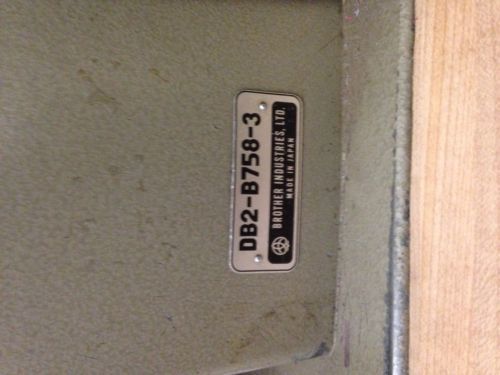 DB2-B758-3
BROTHER INDUSTRIES, LTD.
MADE IN JAPAN